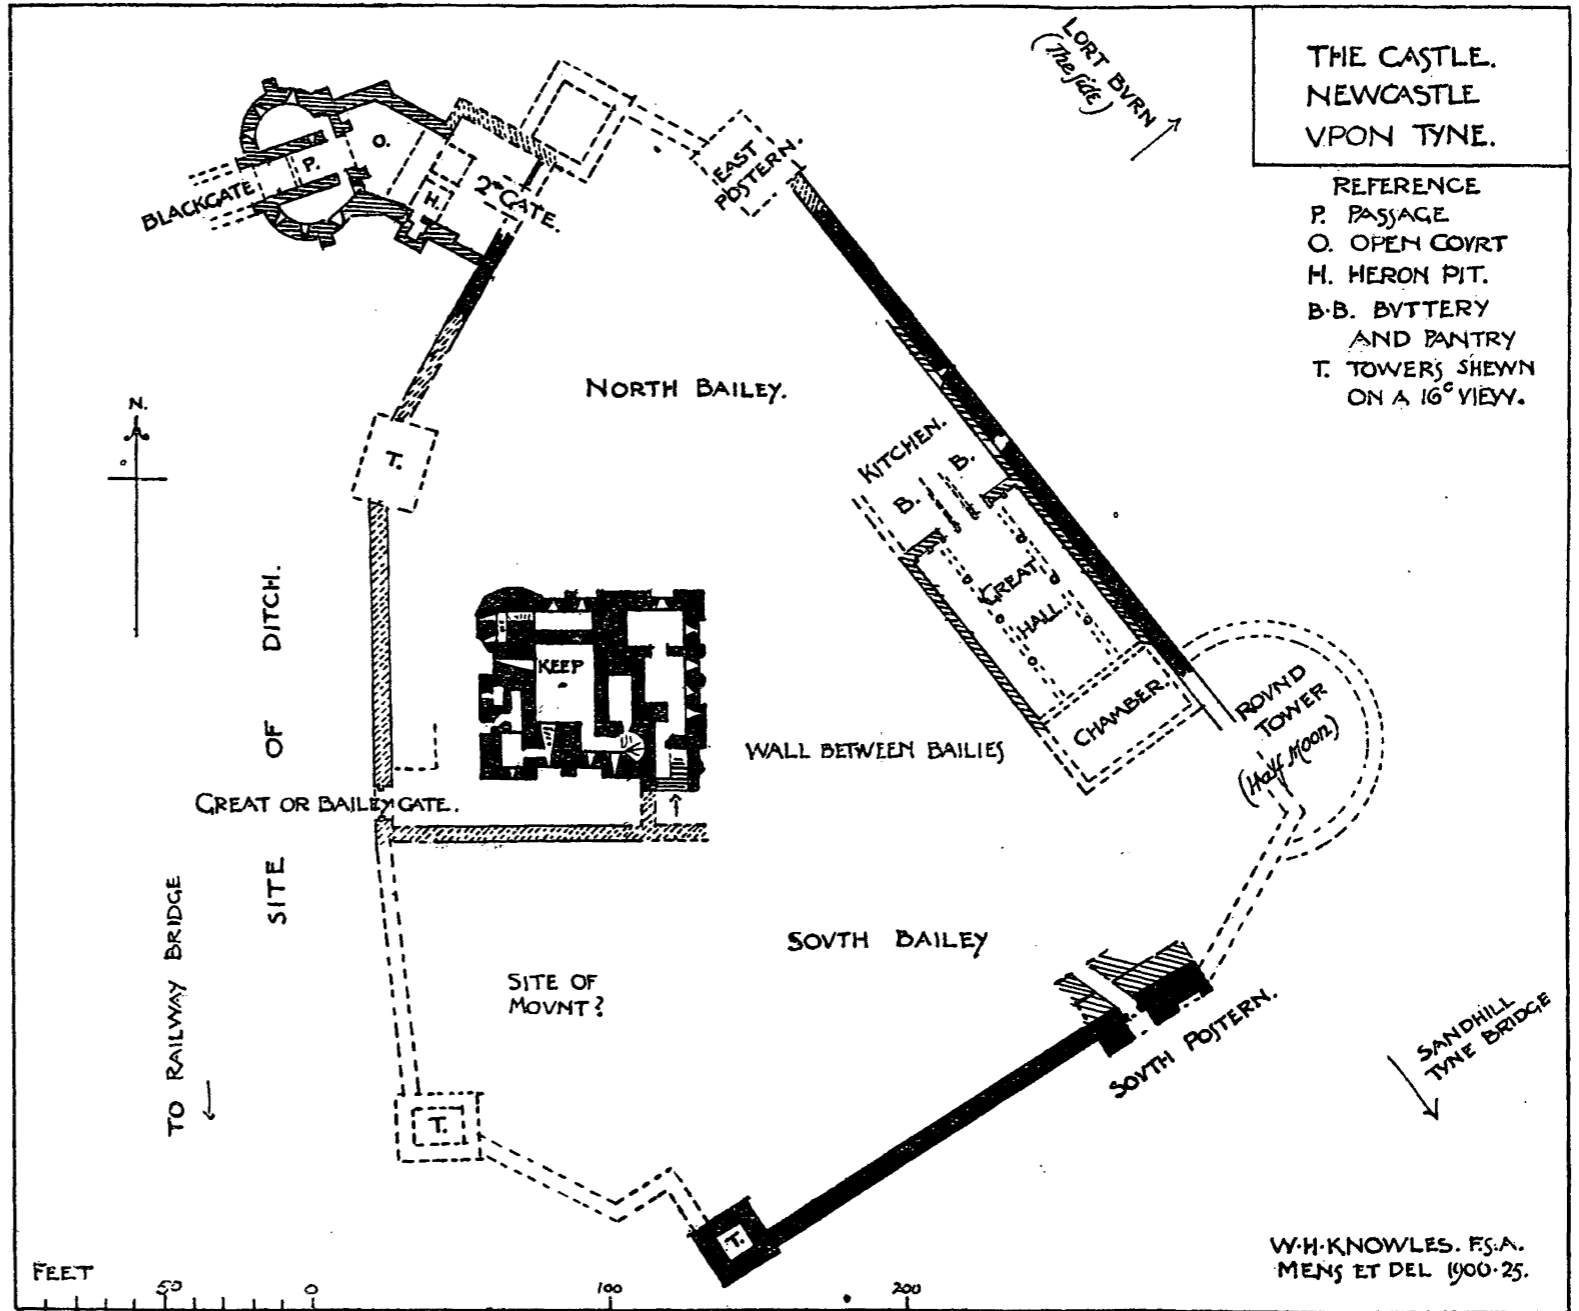 THE CASTLE.
NEWCASTLE
VPON TYNE.
REFERENCE
P. PASSAGE
O. OPEN COVRT
H. HERON PIT.
B·B. BVTTERY
AND PANTRY
T. TOWERS SHEWN
ON A 16C VIEW.
LORT BVRN
(The Side)
EAST
POSTERN.
O.
P.
BLACKGATE
H.
2ND GATE.
NORTH BAILEY.
N.
T.
KITCHEN.
B.
B.
GREAT
HALL.
CHAMBER.
ROVND
TOWER
(Half Moon)
KEEP
WALL BETWEEN BAILIES
GREAT OR BAILEY GATE.
SITE OF DITCH.
TO RAILWAY BRIDGE
SOVTH BAILEY
SITE OF
MOVNT?
SOVTH POSTERN.
SANDHILL
TYNE BRIDGE
T.
T.
W·H·KNOWLES. F.S.A.
MENS ET DEL 1900·25.
FEET
50 0 100 200